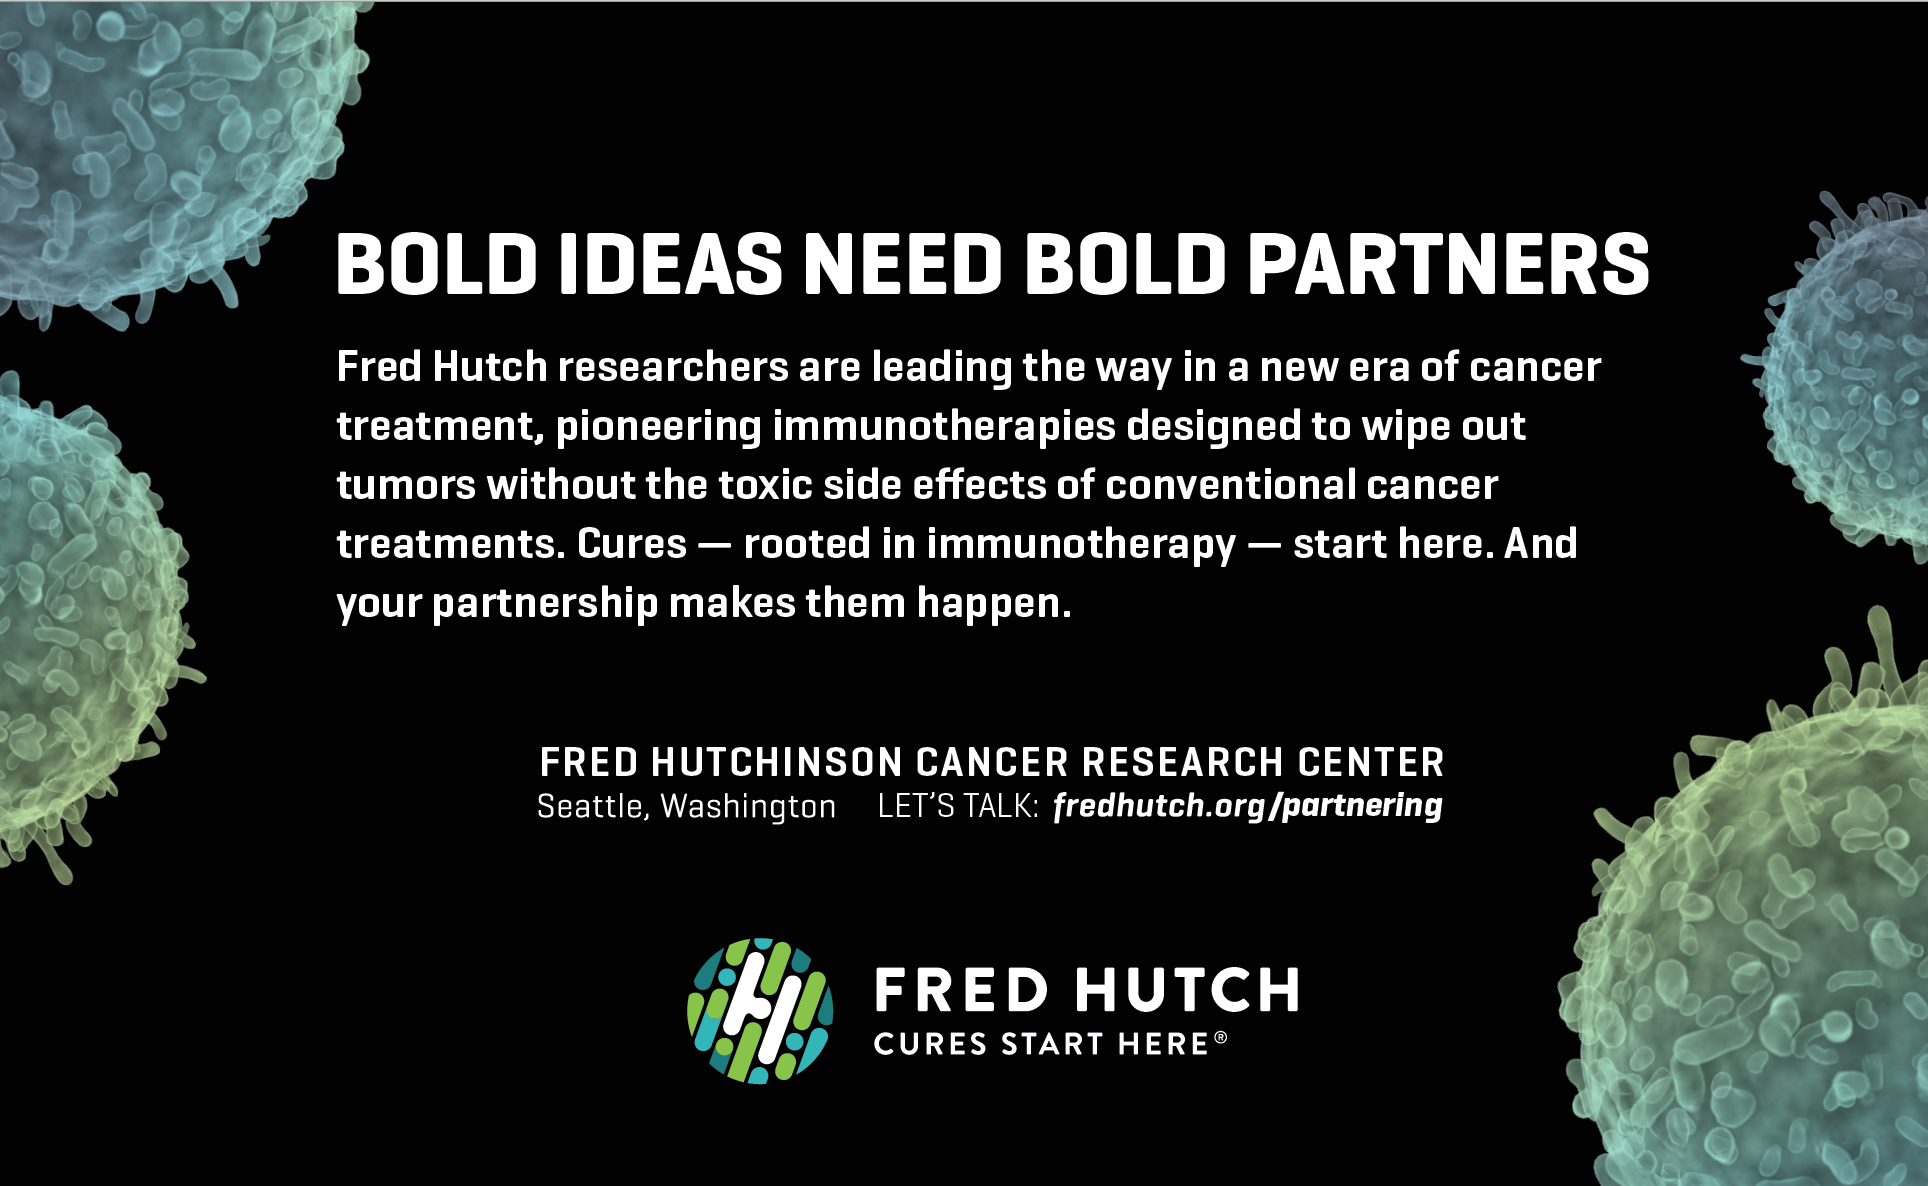 BOLD IDEAS NEED BOLD PARTNERS
Fred Hutch researchers are leading the way in a new era of cancer
treatment, pioneering immunotherapies designed to wipe out
tumors without the toxic side effects of conventional cancer
treatments. Cures — rooted in immunotherapy — start here. And
your partnership makes them happen.
FRED HUTCHINSON CANCER RESEARCH CENTER
Seattle, Washington LET’S TALK: fredhutch.org/partnering
FRED HUTCH
CURES START HERE®